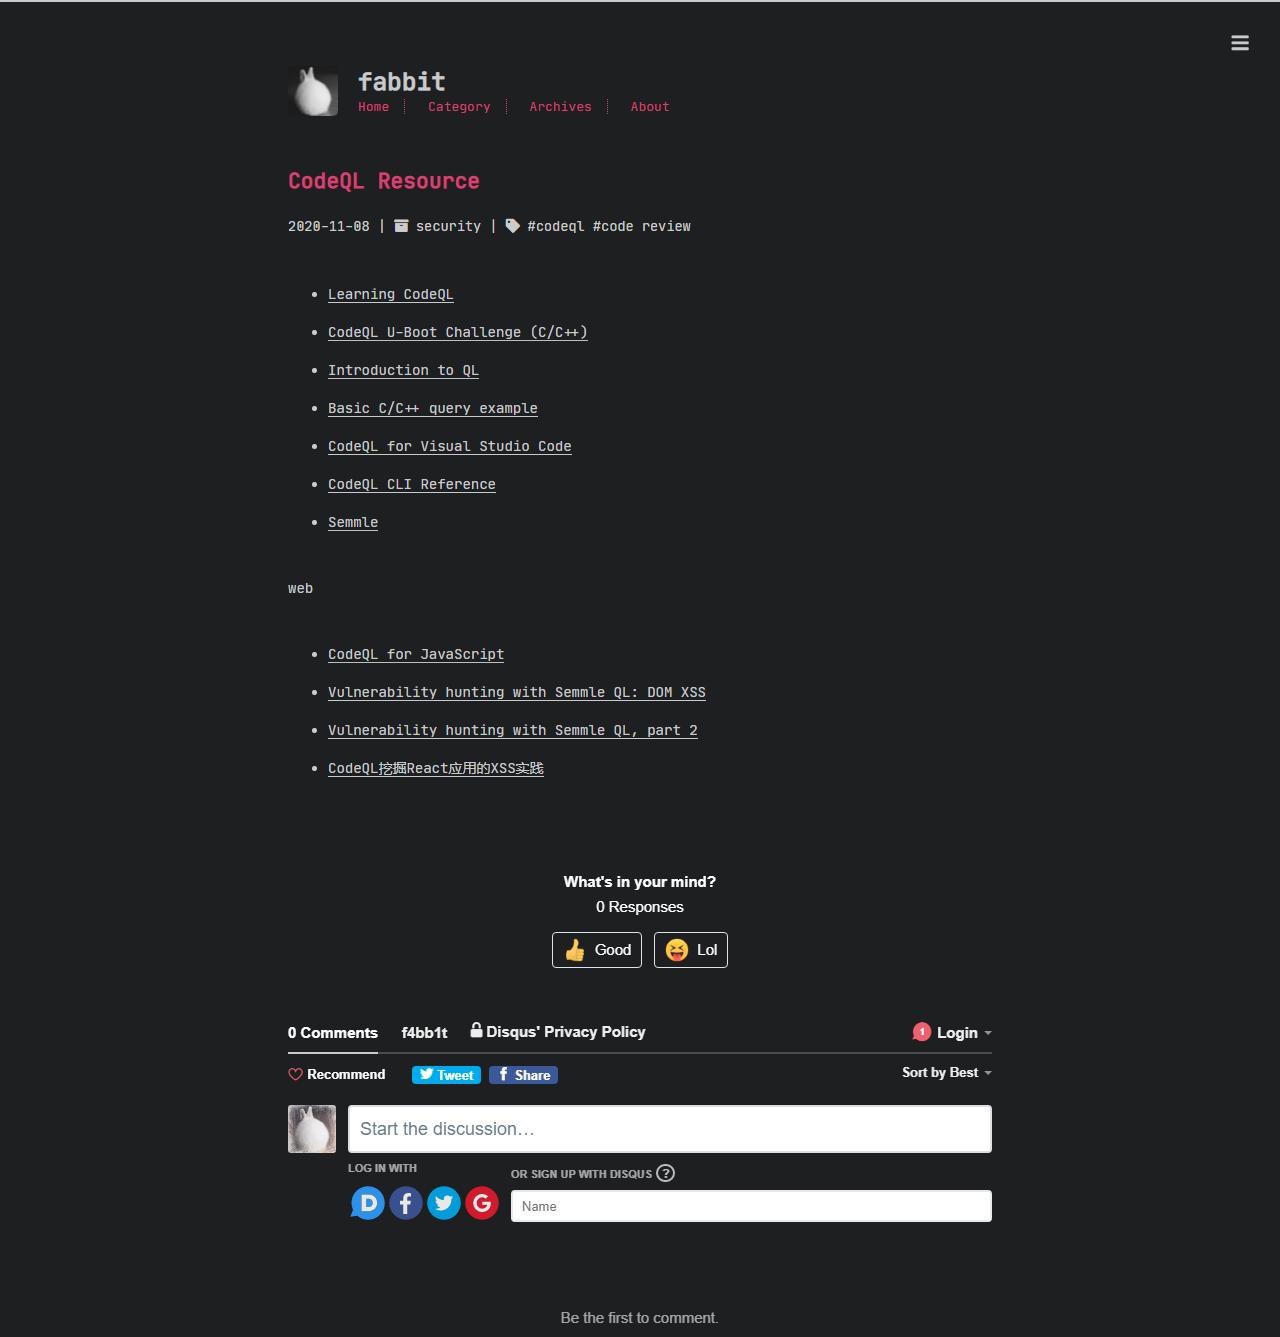 fabbit
Home Category Archives About
CodeQL Resource
2020-11-08 | security | #codeql #code review
Learning CodeQL
CodeQL U-Boot Challenge (C/C++)
Introduction to QL
Basic C/C++ query example
CodeQL for Visual Studio Code
CodeQL CLI Reference
Semmle
web
CodeQL for JavaScript
Vulnerability hunting with Semmle QL: DOM XSS
Vulnerability hunting with Semmle QL, part 2
CodeQL挖掘React应用的XSS实践
What's in your mind?
0 Responses
Good Lol
0 Comments f4bb1t Disqus' Privacy Policy 1 Login
Recommend Tweet f Share Sort by Best
Start the discussion…
LOG IN WITH
OR SIGN UP WITH DISQUS ?
D f G
Name
Be the first to comment.